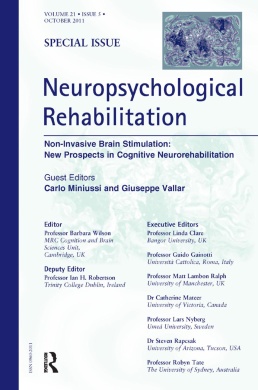 VOLUME 21 • ISSUE 5 •
OCTOBER 2011
SPECIAL ISSUE
Neuropsychological
Rehabilitation
Non-Invasive Brain Stimulation:
New Prospects in Cognitive Neurorehabilitation
Guest Editors
Carlo Miniussi and Giuseppe Vallar
Editor
Professor Barbara Wilson
MRC Cognition and Brain
Sciences Unit,
Cambridge, UK
Deputy Editor
Professor Ian H. Robertson
Trinity College Dublin, Ireland
Executive Editors
Professor Linda Clare
Bangor University, UK
Professor Guido Gainotti
Università Cattolica, Roma, Italy
Professor Matt Lambon Ralph
University of Manchester, UK
Dr Catherine Mateer
University of Victoria, Canada
Professor Lars Nyberg
Umeå University, Sweden
Dr Steven Rapcsak
University of Arizona, Tucson, USA
Professor Robyn Tate
The University of Sydney, Australia